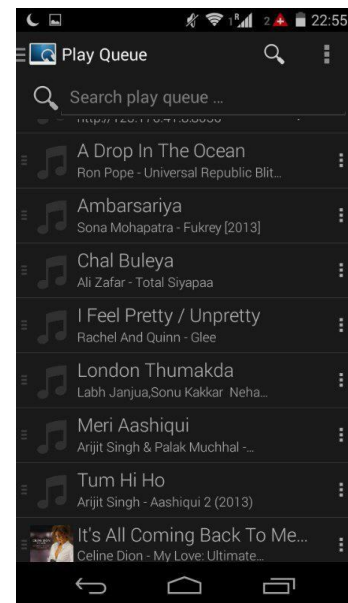 1 R 2 22:55
Play Queue
Search play queue ...
A Drop In The Ocean
Ron Pope - Universal Republic Blit...
Ambarsariya
Sona Mohapatra - Fukrey [2013]
Chal Buleya
Ali Zafar - Total Siyapaa
I Feel Pretty / Unpretty
Rachel And Quinn - Glee
London Thumakda
Labh Janjua,Sonu Kakkar Neha...
Meri Aashiqui
Arijit Singh & Palak Muchhal -...
Tum Hi Ho
Arijit Singh - Aashiqui 2 (2013)
It's All Coming Back To Me...
Celine Dion - My Love: Ultimate...